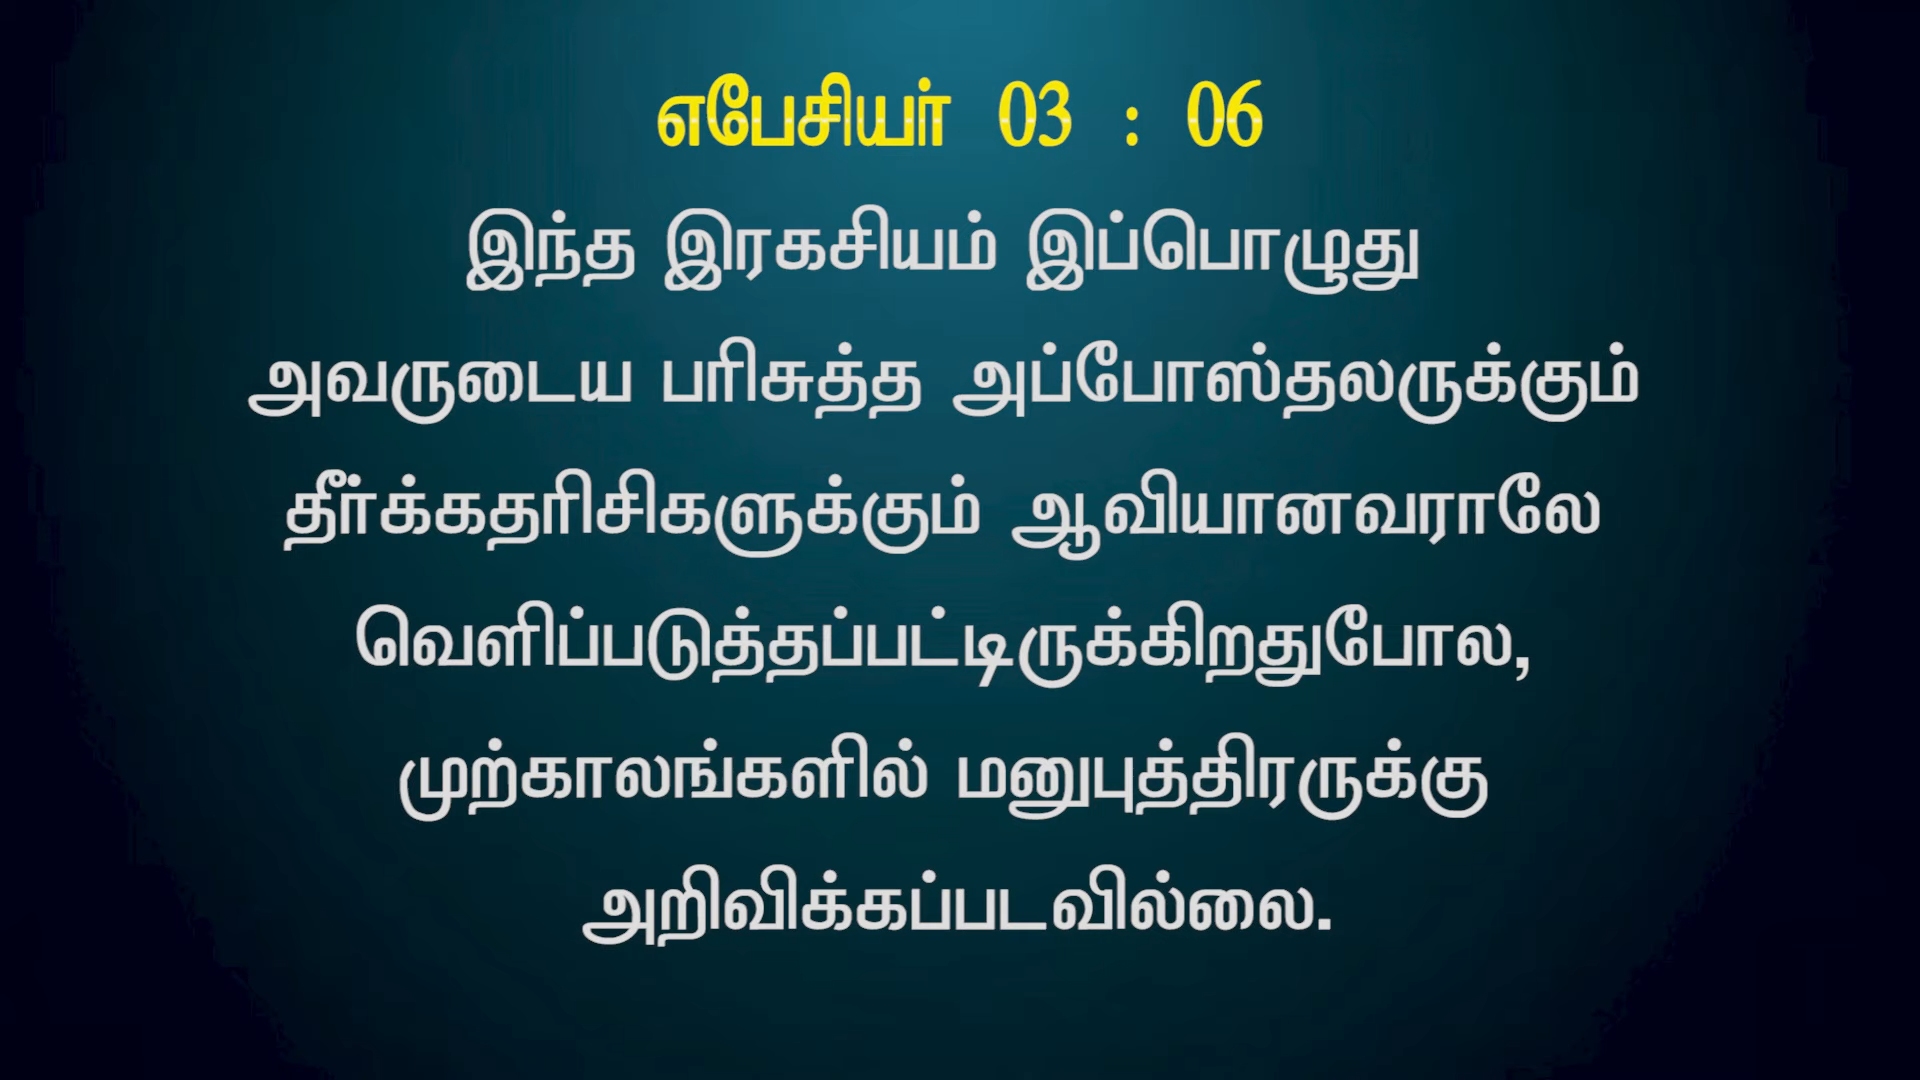 எபேசியர் 03 : 06
இந்த இரகசியம் இப்பொழுது
அவருடைய பரிசுத்த அப்போஸ்தலருக்கும்
தீர்க்கதரிசிகளுக்கும் ஆவியானவராலே
வெளிப்படுத்தப்பட்டிருக்கிறதுபோல,
முற்காலங்களில் மனுபுத்திரருக்கு
அறிவிக்கப்படவில்லை.